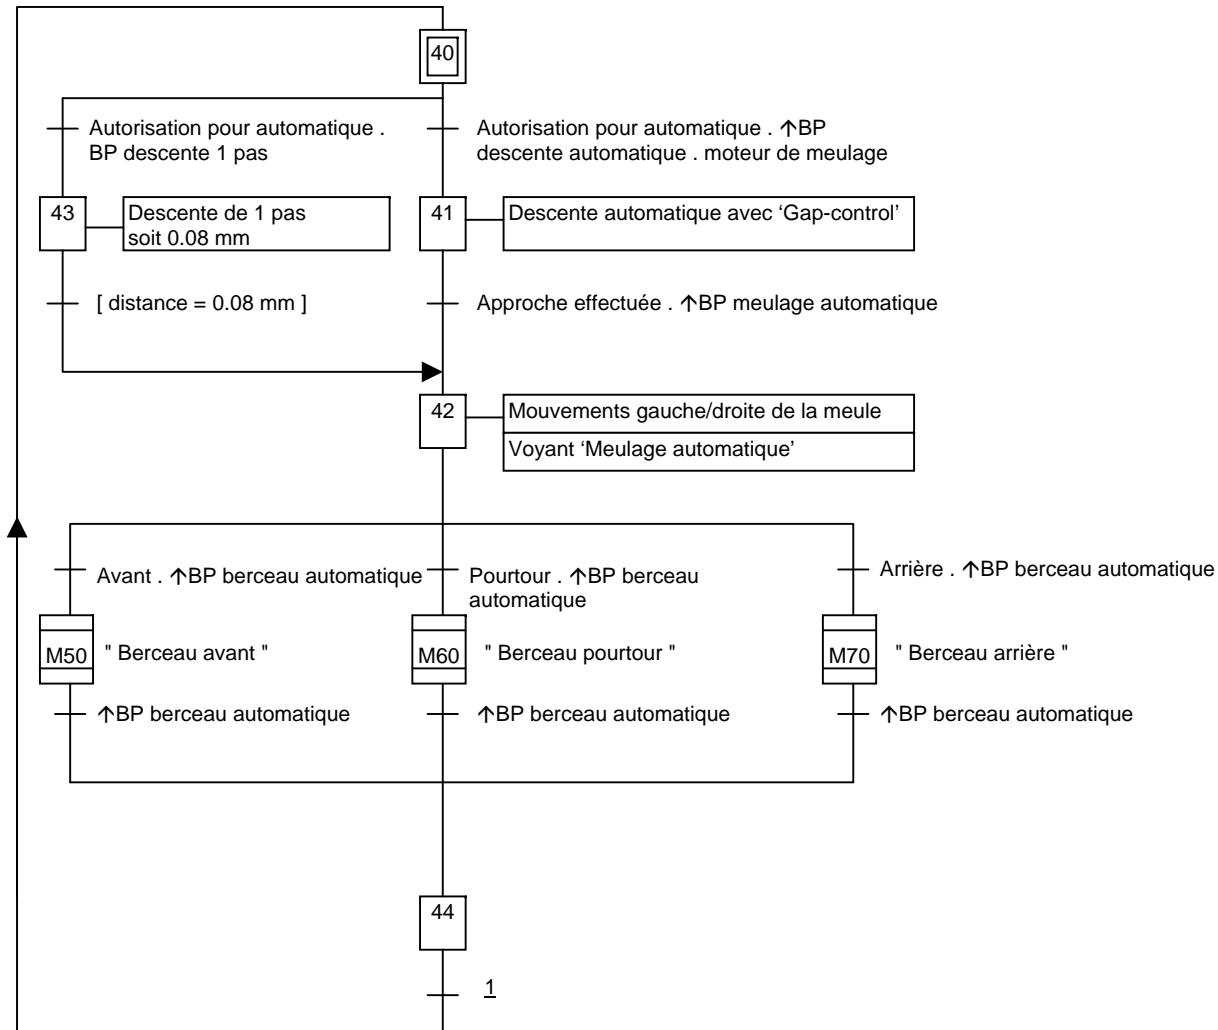 40
Autorisation pour automatique .
BP descente 1 pas
Autorisation pour automatique . ↑BP
descente automatique . moteur de meulage
43
Descente de 1 pas
soit 0.08 mm
41
Descente automatique avec ‘Gap-control’
[ distance = 0.08 mm ]
Approche effectuée . ↑BP meulage automatique
42
Mouvements gauche/droite de la meule
Voyant ‘Meulage automatique’
Avant . ↑BP berceau automatique
Pourtour . ↑BP berceau
automatique
Arrière . ↑BP berceau automatique
M50
" Berceau avant "
M60
" Berceau pourtour "
M70
" Berceau arrière "
↑BP berceau automatique
↑BP berceau automatique
↑BP berceau automatique
44
1